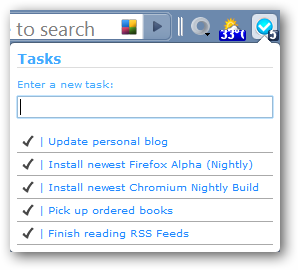 to search
33°
5
Tasks
Enter a new task:
Update personal blog
Install newest Firefox Alpha (Nightly)
Install newest Chromium Nightly Build
Pick up ordered books
Finish reading RSS Feeds